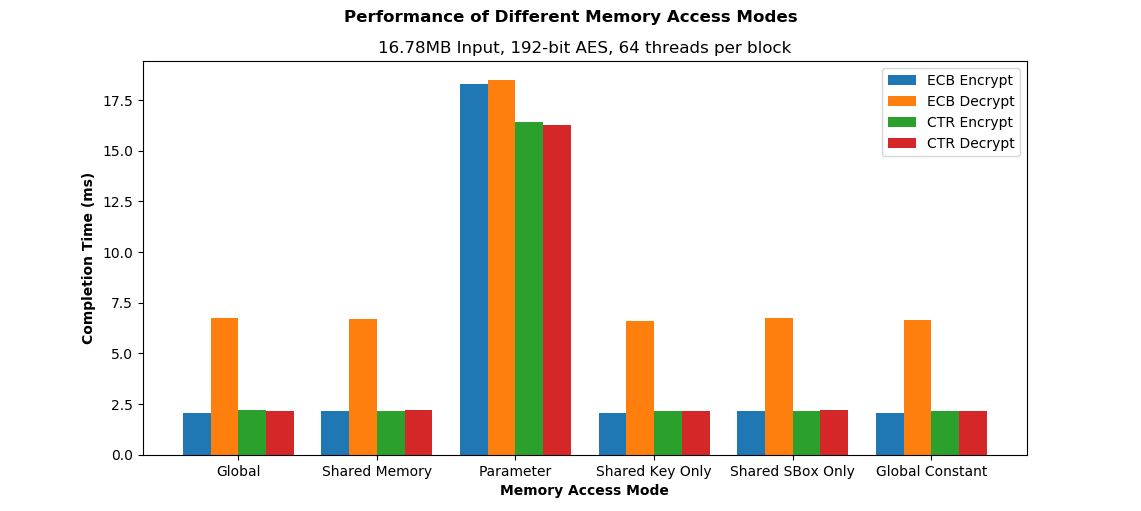 Performance of Different Memory Access Modes
16.78MB Input, 192-bit AES, 64 threads per block
ECB Encrypt
ECB Decrypt
CTR Encrypt
CTR Decrypt
Completion Time (ms)
17.5
15.0
12.5
10.0
7.5
5.0
2.5
0.0
Global Shared Memory Parameter Shared Key Only Shared SBox Only Global Constant
Memory Access Mode